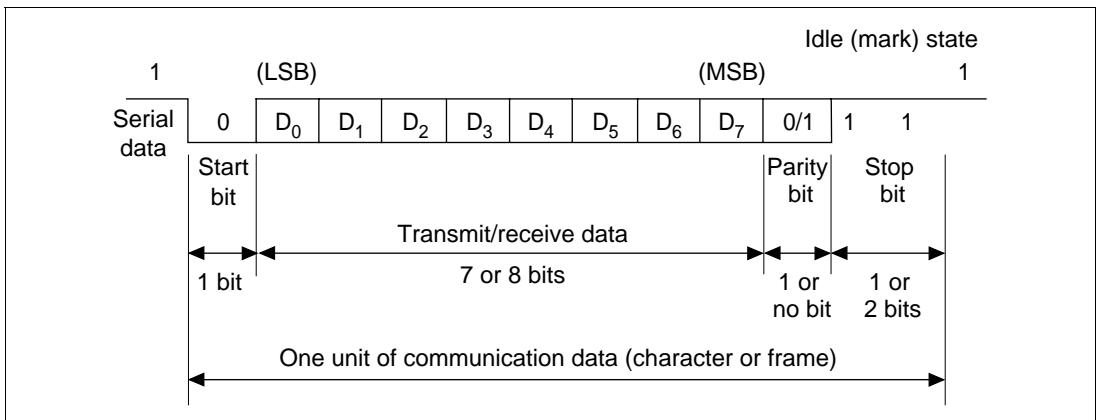 Idle (mark) state
1 (LSB) (MSB) 1
Serial data 0 D₀ D₁ D₂ D₃ D₄ D₅ D₆ D₇ 0/1 1 1
Start bit
Parity bit
Stop bit
Transmit/receive data
1 bit
7 or 8 bits
1 or no bit
1 or 2 bits
One unit of communication data (character or frame)